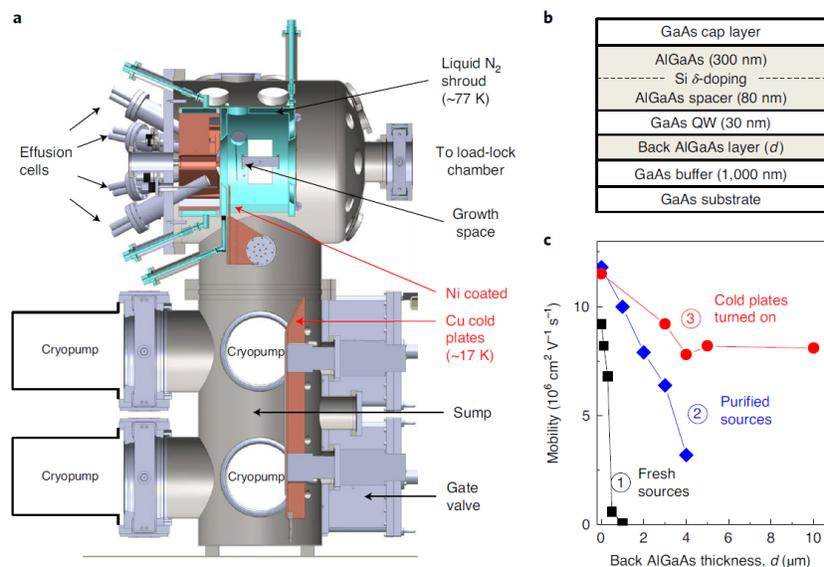 a
Liquid N₂
shroud
(~77 K)
Effusion
cells
To load-lock
chamber
Growth
space
Ni coated
Cu cold
plates
(~17 K)
Cryopump
Cryopump
Sump
Cryopump
Cryopump
Gate
valve
b
GaAs cap layer
AlGaAs (300 nm)
Si δ-doping
AlGaAs spacer (80 nm)
GaAs QW (30 nm)
Back AlGaAs layer (d)
GaAs buffer (1,000 nm)
GaAs substrate
c
Mobility (10⁶ cm² V⁻¹ s⁻¹)
10
5
0
3 Cold plates
turned on
2 Purified
sources
1 Fresh
sources
0 2 4 6 8 10
Back AlGaAs thickness, d (μm)